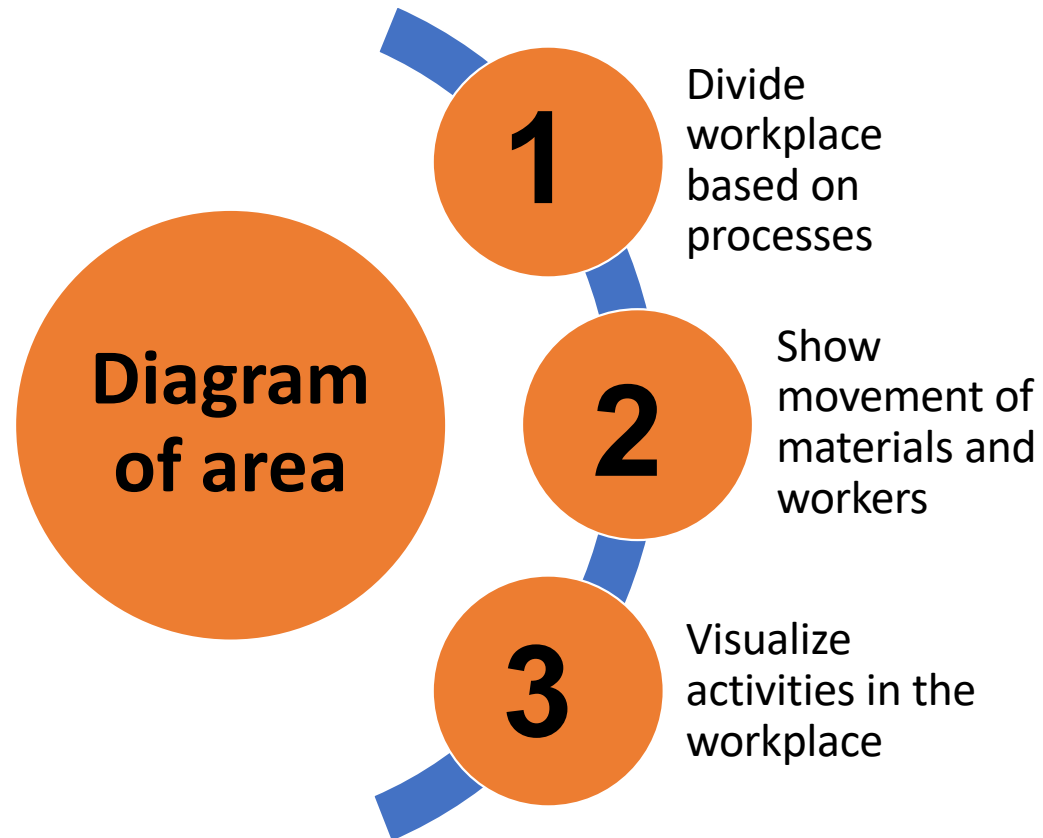 Diagram
of area
1
Divide
workplace
based on
processes
2
Show
movement of
materials and
workers
3
Visualize
activities in the
workplace